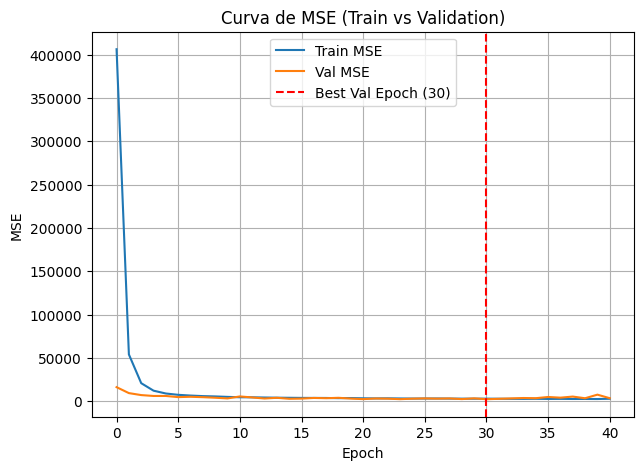 Curva de MSE (Train vs Validation)
Train MSE
Val MSE
Best Val Epoch (30)
MSE
400000
350000
300000
250000
200000
150000
100000
50000
0
0 5 10 15 20 25 30 35 40
Epoch